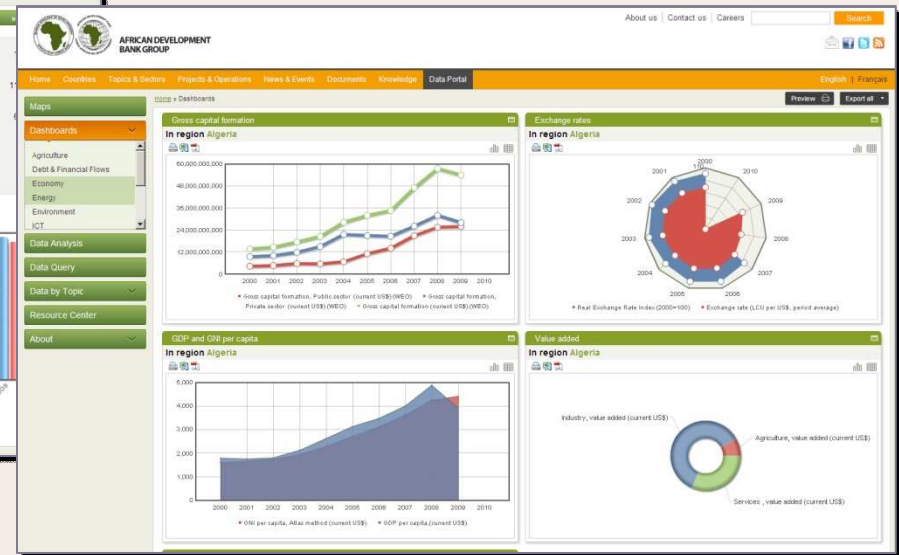 About us | Contact us | Careers
Search
AFRICAN DEVELOPMENT
BANK GROUP
Home Countries Topics & Sectors Projects & Operations News & Events Documents Knowledge Data Portal
English | Français
Home » Dashboards
Preview
Export all
Maps
Dashboards
Agriculture
Debt & Financial Flows
Economy
Energy
Environment
ICT
Data Analysis
Data Query
Data by Topic
Resource Center
About
Gross capital formation
In region Algeria
60,000,000,000
48,000,000,000
36,000,000,000
24,000,000,000
12,000,000,000
0
2000 2001 2002 2003 2004 2005 2006 2007 2008 2009 2010
Gross capital formation, Public sector (current US$) (WEO) Gross capital formation,
Private sector (current US$) (WEO) Gross capital formation (current US$) (WEO)
Exchange rates
In region Algeria
2000
110
2001
2010
2002
2009
2003
2008
2004
2007
2005
2006
Real Exchange Rate Index (2000=100) Exchange rate (LCU per US$, period average)
GDP and GNI per capita
In region Algeria
5,000
4,000
3,000
2,000
1,000
0
2000 2001 2002 2003 2004 2005 2006 2007 2008 2009 2010
GNI per capita, Atlas method (current US$) GDP per capita,(current US$)
Value added
In region Algeria
Industry, value added (current US$)
Agriculture, value added (current US$)
Services , value added (current US$)